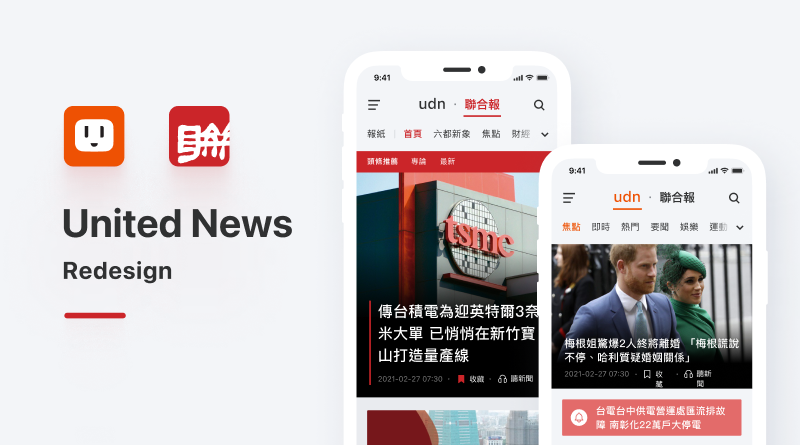 聯
United News
Redesign
9:41
udn · 聯合報
報紙 首頁 六都新象 焦點 財經
頭條推薦 專論 最新
tsmc
傳台積電為迎英特爾3奈
米大單 已悄悄在新竹寶
山打造量產線
2021-02-27 07:30 · 收藏 · 聽新聞
9:41
udn · 聯合報
焦點 即時 熱門 要聞 娛樂 運動
梅根姐驚爆2人終將離婚 「梅根謊說
不停、哈利質疑婚姻關係」
2021-02-27 07:30 · 收藏 · 聽新聞
台電台中供電營運處匯流排故
障 南彰化22萬戶大停電